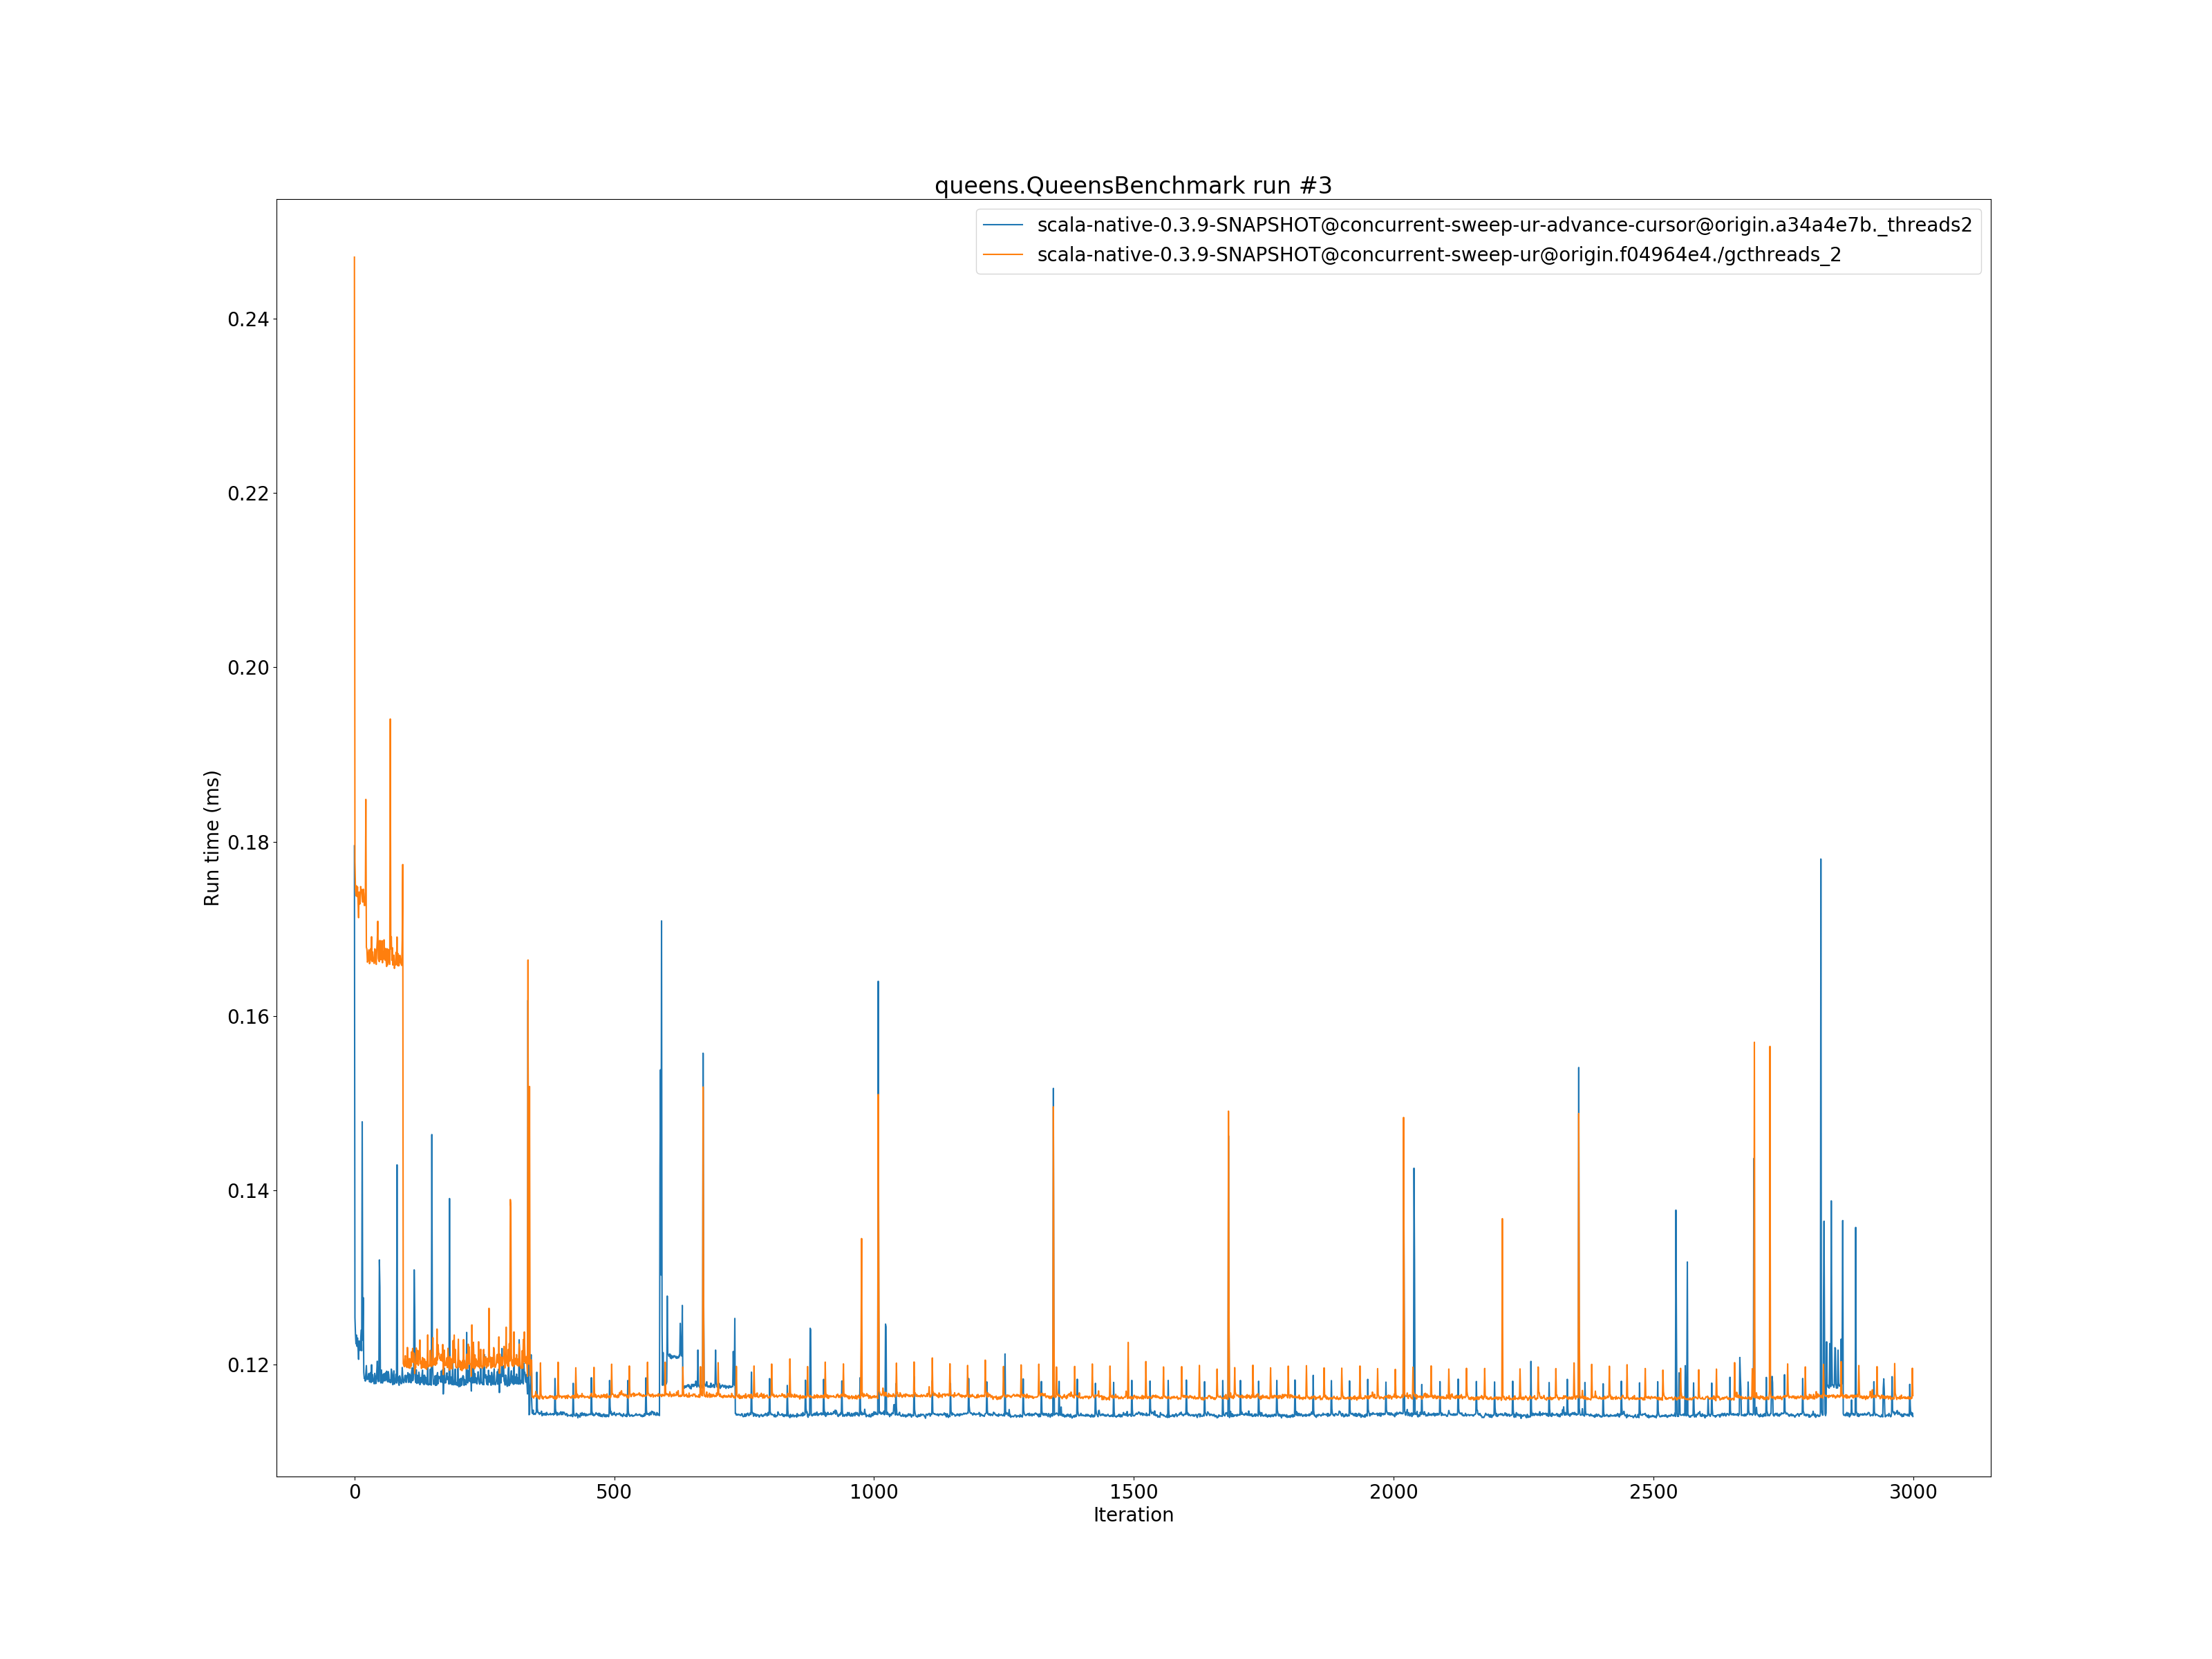 queens.QueensBenchmark run #3
scala-native-0.3.9-SNAPSHOT@concurrent-sweep-ur-advance-cursor@origin.a34a4e7b._threads2
scala-native-0.3.9-SNAPSHOT@concurrent-sweep-ur@origin.f04964e4./gcthreads_2
0.24
0.22
0.20
0.18
0.16
0.14
0.12
Run time (ms)
0 500 1000 1500 2000 2500 3000
Iteration